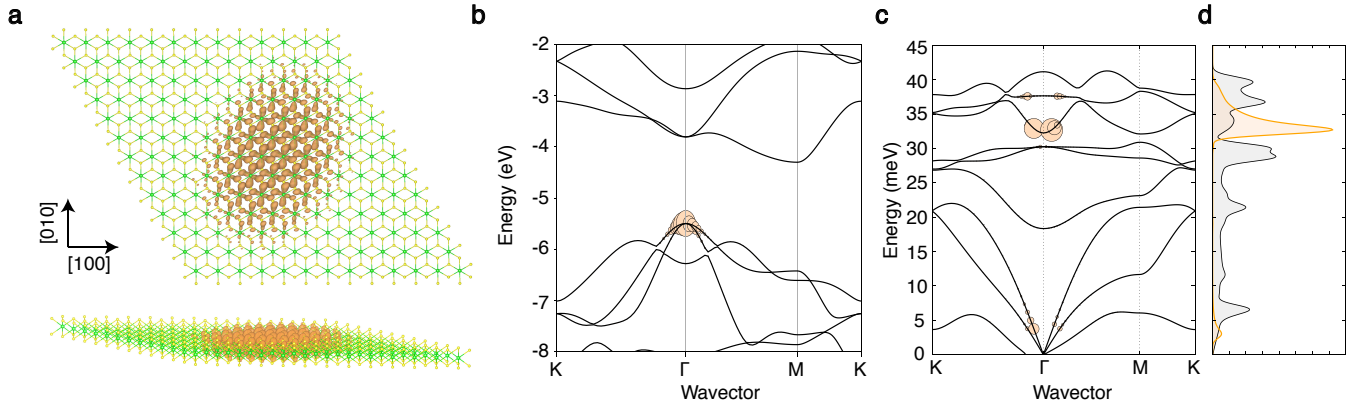 a
[010]
[100]
b
Energy (eV)
-2
-3
-4
-5
-6
-7
-8
K
Γ
M
K
Wavector
c
Energy (meV)
45
40
35
30
25
20
15
10
5
0
K
Γ
M
K
Wavector
d